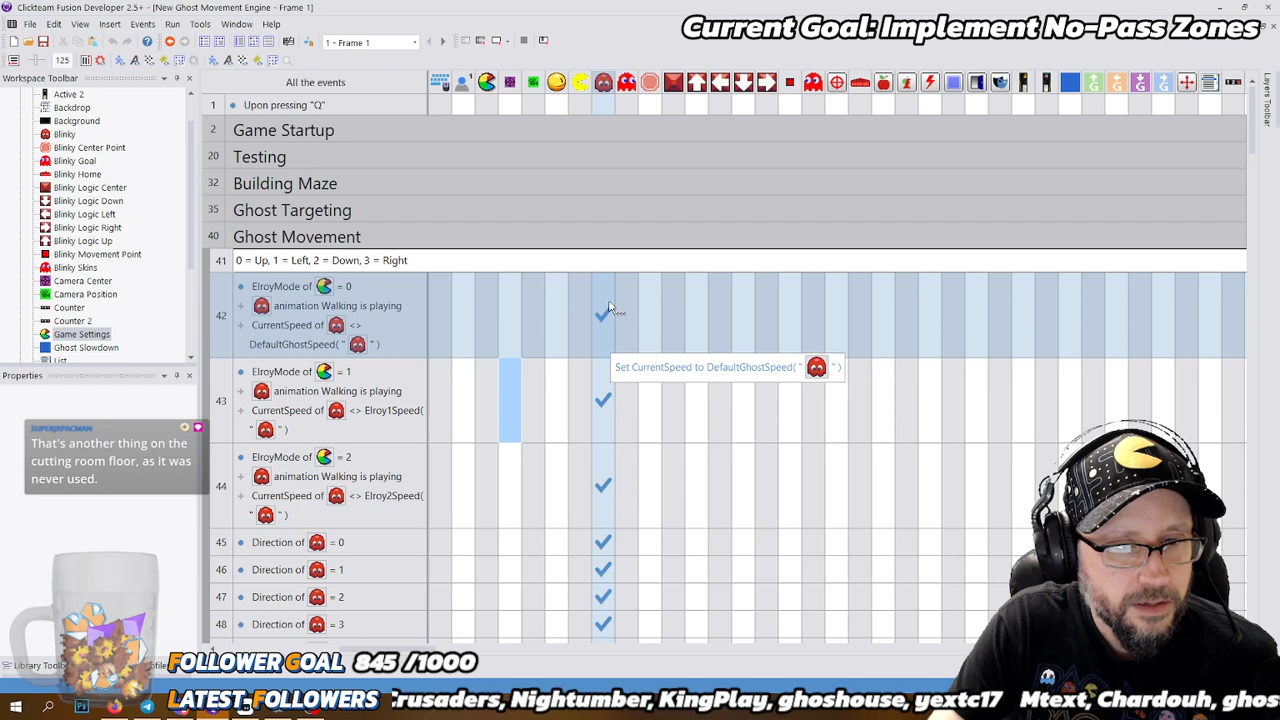 Clickteam Fusion Developer 2.5+ - [New Ghost Movement Engine - Frame 1]
Current Goal: Implement No-Pass Zones
File Edit View Insert Events Run Tools Window Help
1 - Frame 1
125
Workspace Toolbar
Active 2
Backdrop
Background
Blinky
Blinky Center Point
Blinky Goal
Blinky Home
Blinky Logic Center
Blinky Logic Down
Blinky Logic Left
Blinky Logic Right
Blinky Logic Up
Blinky Movement Point
Blinky Skins
Camera Center
Camera Position
Counter
Counter 2
Game Settings
Ghost Slowdown
List
Properties
SUPERJRPACMAN
That's another thing on the
cutting room floor, as it was
never used.
Library Toolb
All the events
1 Upon pressing "Q"
2 Game Startup
20 Testing
32 Building Maze
35 Ghost Targeting
40 Ghost Movement
41 0 = Up, 1 = Left, 2 = Down, 3 = Right
42 ElroyMode of = 0
+ animation Walking is playing
+ CurrentSpeed of <>
DefaultGhostSpeed( " " )
Set CurrentSpeed to DefaultGhostSpeed( " " )
43 ElroyMode of = 1
+ animation Walking is playing
+ CurrentSpeed of <> Elroy1Speed(
" " )
44 ElroyMode of = 2
+ animation Walking is playing
+ CurrentSpeed of <> Elroy2Speed(
" " )
45 Direction of = 0
46 Direction of = 1
47 Direction of = 2
48 Direction of = 3
Layers Toolbar
Follower Goal 845 /1000
Latest Followers Crusaders, Nightumber, KingPlay, ghoshouse, yextc17 Mtext, Chardouh, ghos